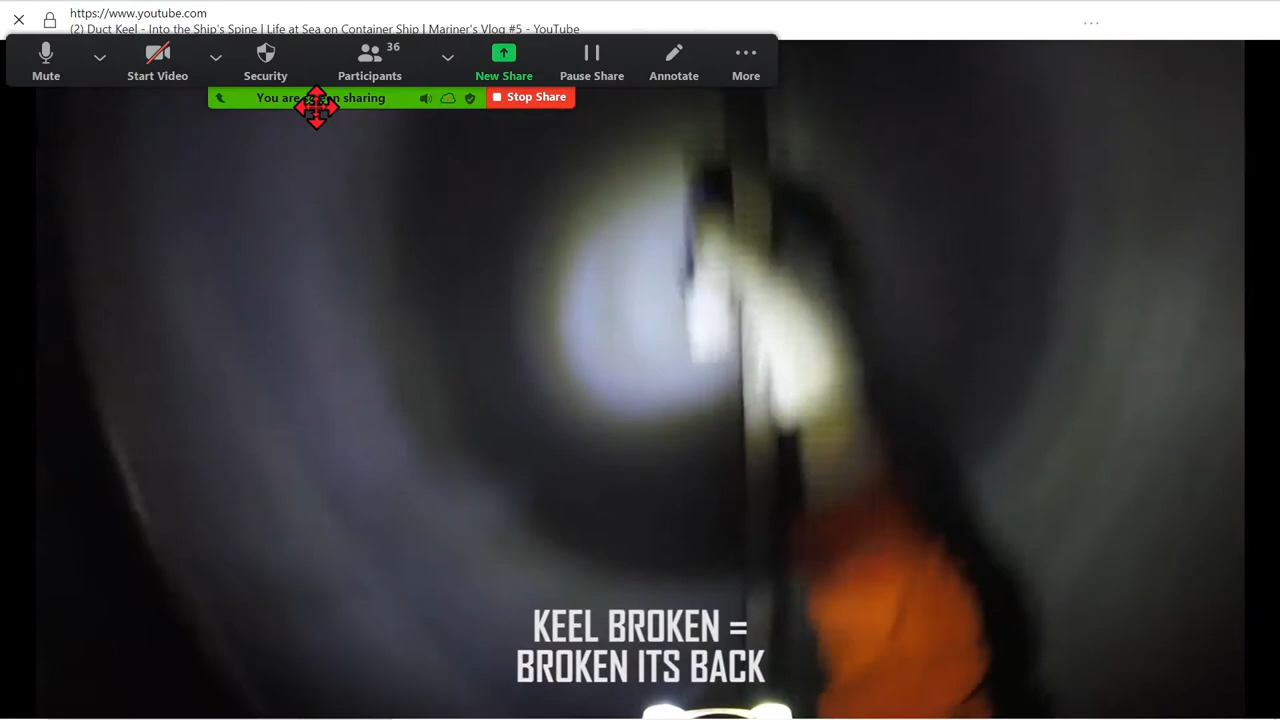 https://www.youtube.com
(2) Duct Keel - Into the Ship's Spine | Life at Sea on Container Ship | Mariner's Vlog #5 - YouTube
36
Mute
Start Video
Security
Participants
New Share
Pause Share
Annotate
More
You are screen sharing
Stop Share
KEEL BROKEN =
BROKEN ITS BACK